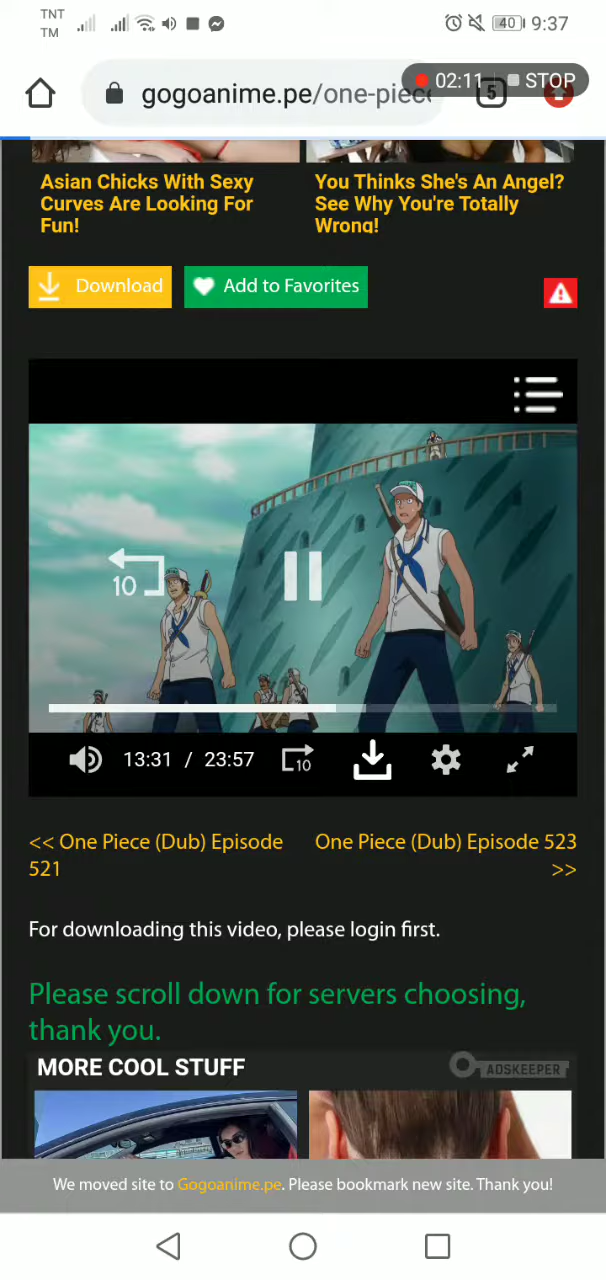 TNT
TM
40
9:37
gogoanime.pe/one-piec
02:11
STOP
5
Asian Chicks With Sexy
Curves Are Looking For
Fun!
You Thinks She's An Angel?
See Why You're Totally
Wrong!
Download
Add to Favorites
10
13:31 / 23:57
10
<< One Piece (Dub) Episode
521
One Piece (Dub) Episode 523
>>
For downloading this video, please login first.
Please scroll down for servers choosing,
thank you.
MORE COOL STUFF
ADSKEEPER
We moved site to Gogoanime.pe. Please bookmark new site. Thank you!